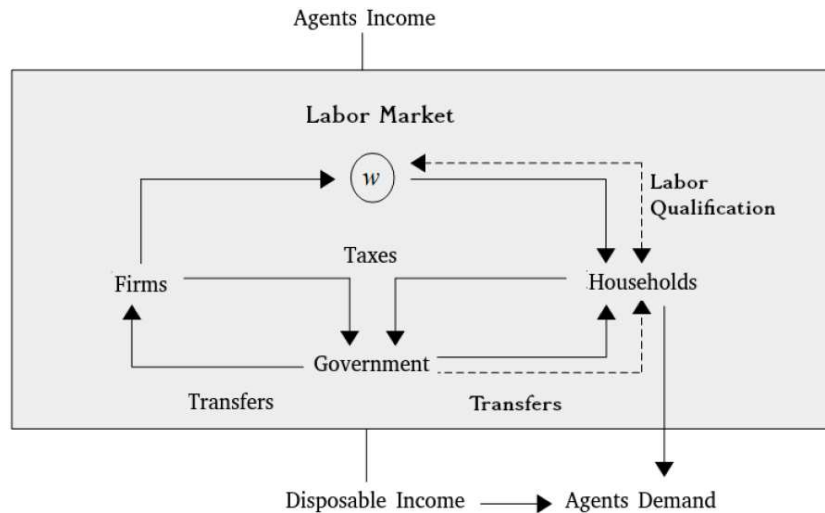 Agents Income
Labor Market
w
Labor
Qualification
Taxes
Firms
Households
Government
Transfers
Transfers
Disposable Income
Agents Demand